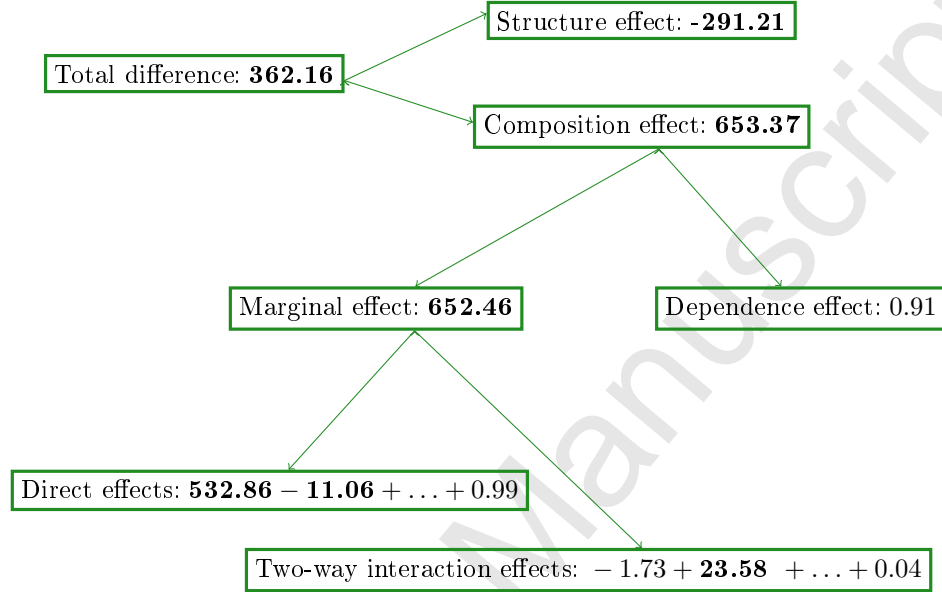 Structure effect: -291.21
Total difference: 362.16
Composition effect: 653.37
Marginal effect: 652.46
Dependence effect: 0.91
Direct effects: 532.86 − 11.06 + … + 0.99
Two-way interaction effects: − 1.73 + 23.58 + … + 0.04
Manuscrip